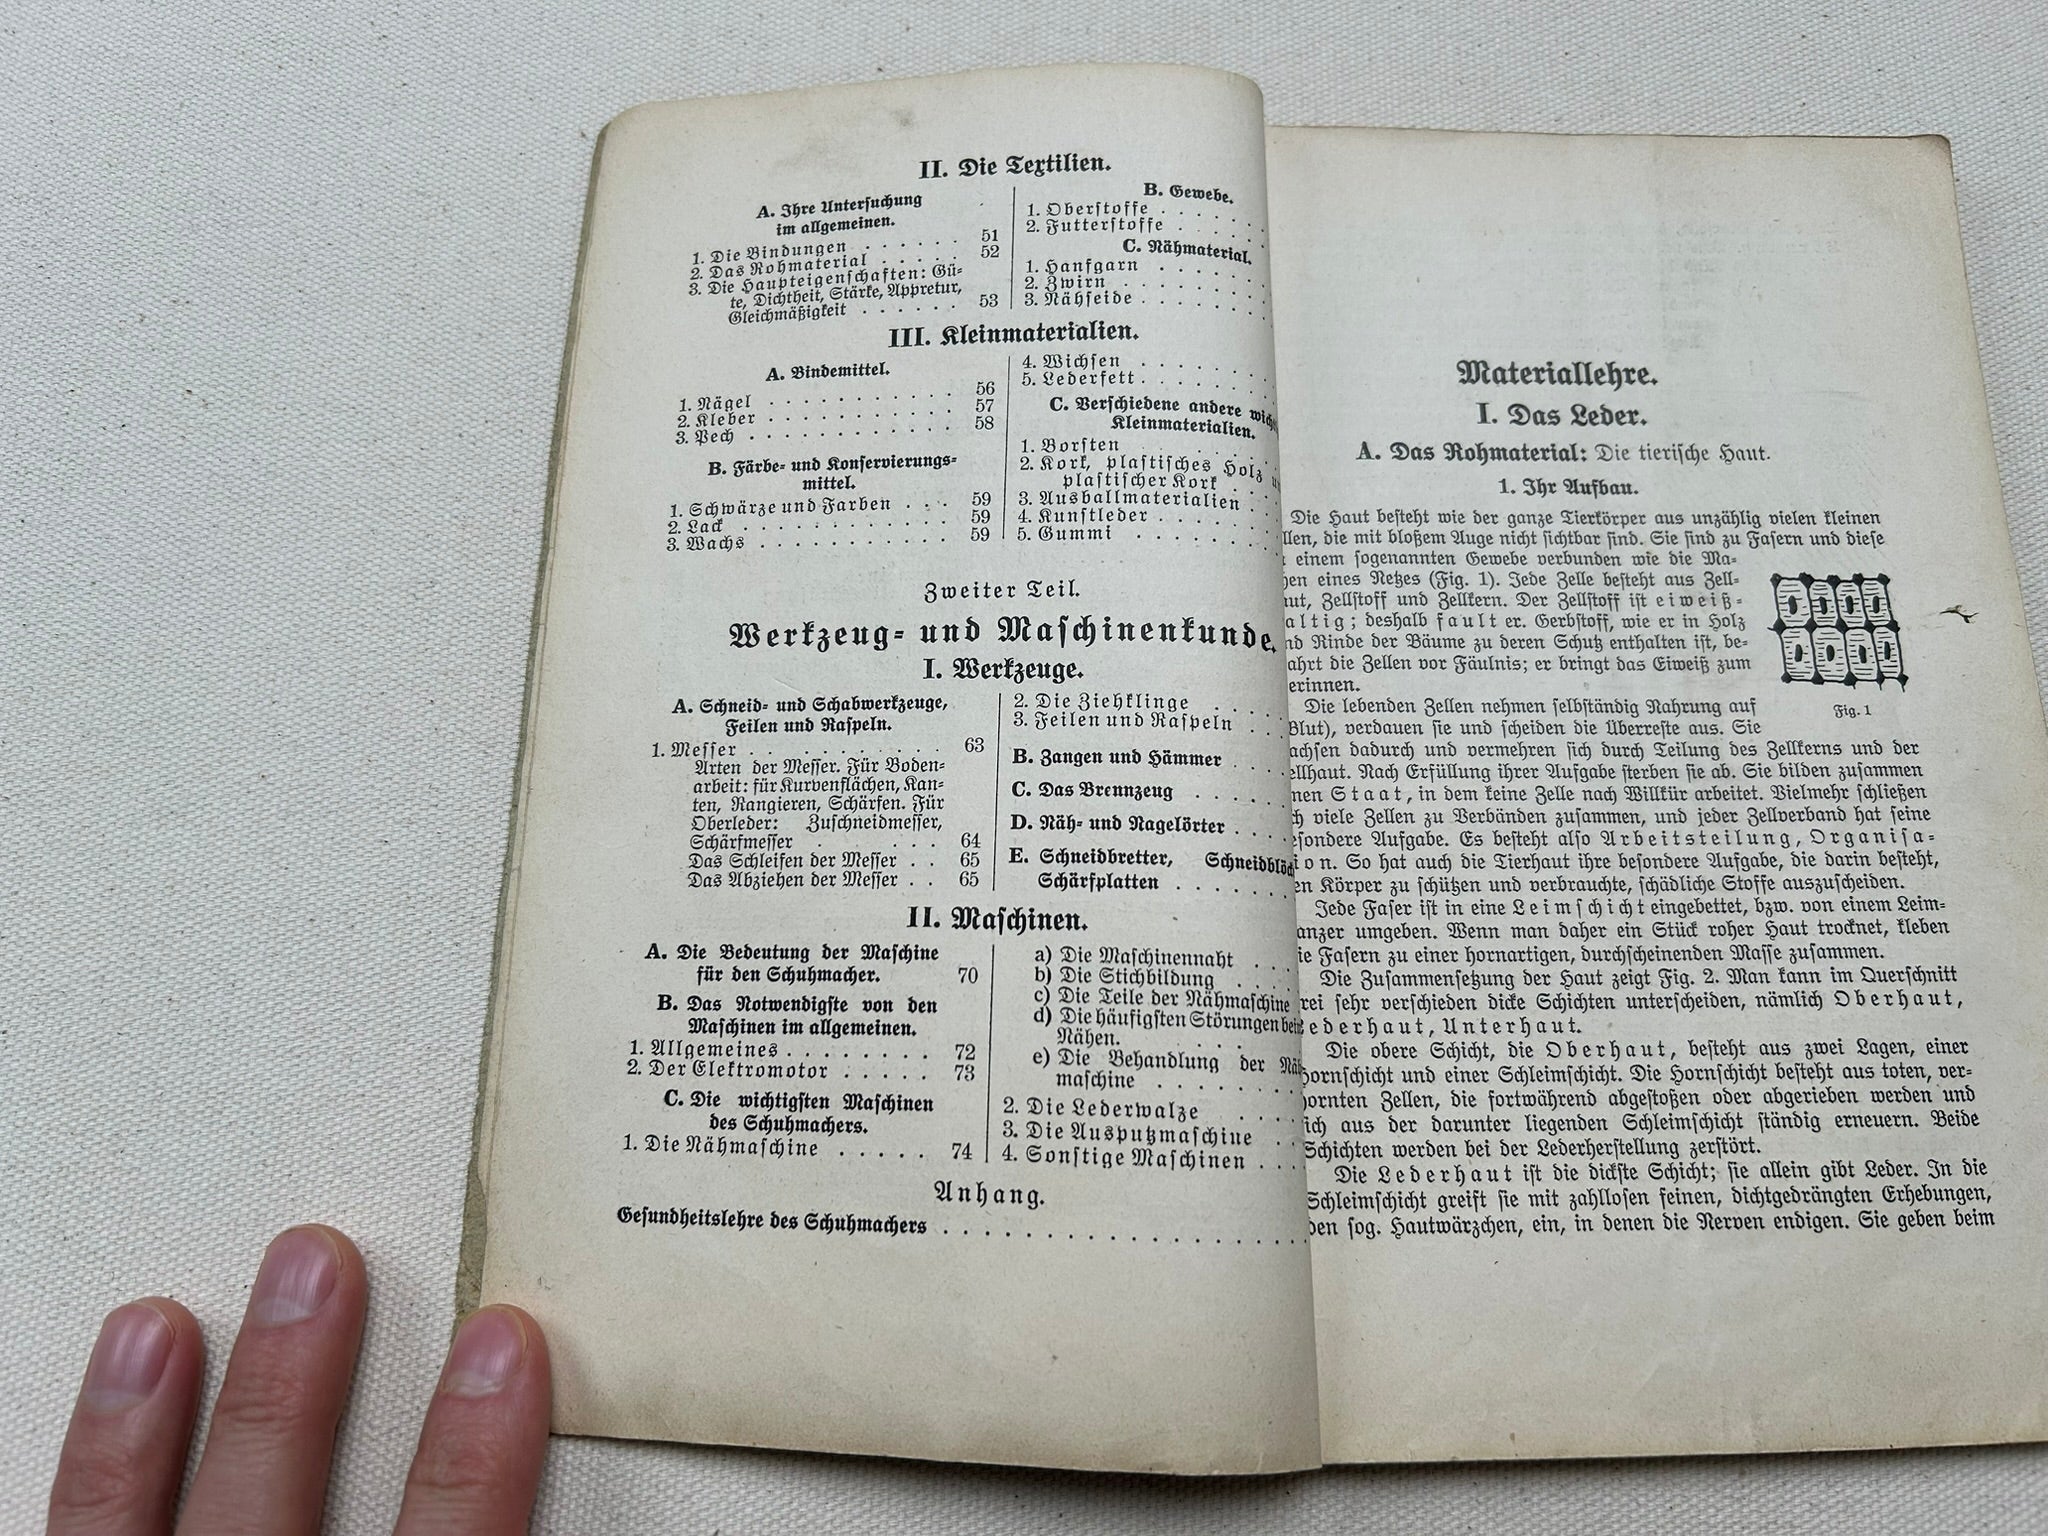 II. Die Textilien.
A. Ihre Untersuchung
im allgemeinen.
1. Die Bindungen . . . . . . 51
2. Das Rohmaterial . . . . . 52
3. Die Haupteigenschaften: Gü-
te, Dichtheit, Stärke, Appretur,
Gleichmäßigkeit . . . . . . 53
B. Gewebe.
1. Oberstoffe . . . . .
2. Futterstoffe . . . . .
C. Nähmaterial.
1. Hanfgarn . . . . .
2. Zwirn . . . . . . .
3. Nähseide . . . . . .
III. Kleinmaterialien.
A. Bindemittel.
1. Nägel . . . . . . . . . . . 56
2. Kleber . . . . . . . . . . . 57
3. Pech . . . . . . . . . . . . 58
B. Färbe- und Konservierungs-
mittel.
1. Schwärze und Farben . . . 59
2. Lack . . . . . . . . . . . 59
3. Wachs . . . . . . . . . . . 59
4. Wichsen . . . . . .
5. Lederfett . . . . . .
C. Verschiedene andere
Kleinmaterialien.
1. Borsten . . . .
2. Kork, plastisches Holz
plastischer Kork . .
3. Ausballmaterialien . .
4. Kunstleder . . . . .
5. Gummi . . . . . .
Zweiter Teil.
Werkzeug- und Maschinenkunde.
I. Werkzeuge.
A. Schneid- und Schabwerkzeuge,
Feilen und Raspeln.
1. Messer . . . . . . . . . . 63
Arten der Messer. Für Boden-
arbeit: für Kurvenflächen, Kan-
ten, Rangieren, Schärfen. Für
Oberleder: Zuschneidmesser,
Schärfmesser . . . . . 64
Das Schleifen der Messer . . 65
Das Abziehen der Messer . . 65
2. Die Ziehklinge . . . .
3. Feilen und Raspeln . . .
B. Zangen und Hämmer . . .
C. Das Brennzeug . . . . .
D. Näh- und Nagelörter . . .
E. Schneidbretter,
Schärfplatten . . . . . .
II. Maschinen.
A. Die Bedeutung der Maschine
für den Schuhmacher. 70
B. Das Notwendigste von den
Maschinen im allgemeinen.
1. Allgemeines . . . . . . . 72
2. Der Elektromotor . . . . . 73
C. Die wichtigsten Maschinen
des Schuhmachers.
1. Die Nähmaschine . . . . . 74
a) Die Maschinennaht . . .
b) Die Stichbildung . . . .
c) Die Teile der Nähmaschine
d) Die häufigsten Störungen
Nähen. . . . .
e) Die Behandlung der
maschine . . . . . . .
2. Die Lederwalze . . . .
3. Die Ausputzmaschine . .
4. Sonstige Maschinen . . .
Anhang.
Gesundheitslehre des Schuhmachers . . . . . . . . . . . . . . . . .
Materiallehre.
I. Das Leder.
A. Das Rohmaterial: Die tierische Haut.
1. Ihr Aufbau.
Die Haut besteht wie der ganze Tierkörper aus unzählig vielen kleinen
die mit bloßem Auge nicht sichtbar sind. Sie sind zu Fasern und diese
einem sogenannten Gewebe verbunden wie die Ma-
eines Netzes (Fig. 1). Jede Zelle besteht aus Zell-
Zellstoff und Zellkern. Der Zellstoff ist eiweiß-
deshalb fault er. Gerbstoff, wie er in Holz
Rinde der Bäume zu deren Schutz enthalten ist, be-
die Zellen vor Fäulnis; er bringt das Eiweiß zum
Fig. 1
Die lebenden Zellen nehmen selbständig Nahrung auf
Blut), verdauen sie und scheiden die Überreste aus. Sie
dadurch und vermehren sich durch Teilung des Zellkerns und der
Nach Erfüllung ihrer Aufgabe sterben sie ab. Sie bilden zusammen
Staat, in dem keine Zelle nach Willkür arbeitet. Vielmehr schließen
viele Zellen zu Verbänden zusammen, und jeder Zellverband hat seine
Aufgabe. Es besteht also Arbeitsteilung, Organisa-
So hat auch die Tierhaut ihre besondere Aufgabe, die darin besteht,
Körper zu schützen und verbrauchte, schädliche Stoffe auszuscheiden.
Jede Faser ist in eine Leimschicht eingebettet, bzw. von einem Leim-
umgeben. Wenn man daher ein Stück roher Haut trocknet, kleben
Fasern zu einer hornartigen, durchscheinenden Masse zusammen.
Die Zusammensetzung der Haut zeigt Fig. 2. Man kann im Querschnitt
sehr verschieden dicke Schichten unterscheiden, nämlich Oberhaut,
Unterhaut.
Die obere Schicht, die Oberhaut, besteht aus zwei Lagen, einer
Hornschicht und einer Schleimschicht. Die Hornschicht besteht aus toten, ver-
hornten Zellen, die fortwährend abgestoßen oder abgerieben werden und
sich aus der darunter liegenden Schleimschicht ständig erneuern. Beide
Schichten werden bei der Lederherstellung zerstört.
Die Lederhaut ist die dickste Schicht; sie allein gibt Leder. In die
Schleimschicht greift sie mit zahllosen feinen, dichtgedrängten Erhebungen,
den sog. Hautwärzchen, ein, in denen die Nerven endigen. Sie geben beim